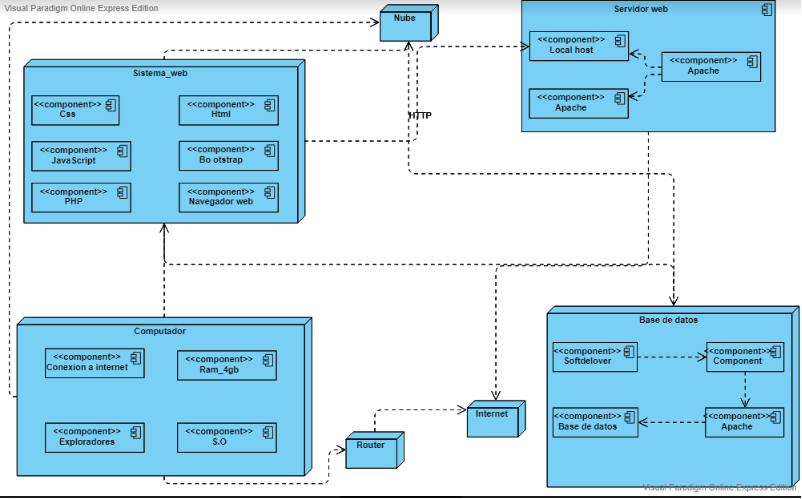 Visual Paradigm Online Express Edition
Nube
Servidor web
<<component>>
Local host
<<component>>
Apache
<<component>>
Apache
Sistema_web
<<component>>
Css
<<component>>
Html
<<component>>
JavaScript
<<component>>
Bo otstrap
<<component>>
PHP
<<component>>
Navegador web
HTTP
Computador
<<component>>
Conexion a internet
<<component>>
Ram_4gb
<<component>>
Exploradores
<<component>>
S.O
Router
Internet
Base de datos
<<component>>
Softdelover
<<component>>
Component
<<component>>
Base de datos
<<component>>
Apache
Visual Paradigm Online Express Edition